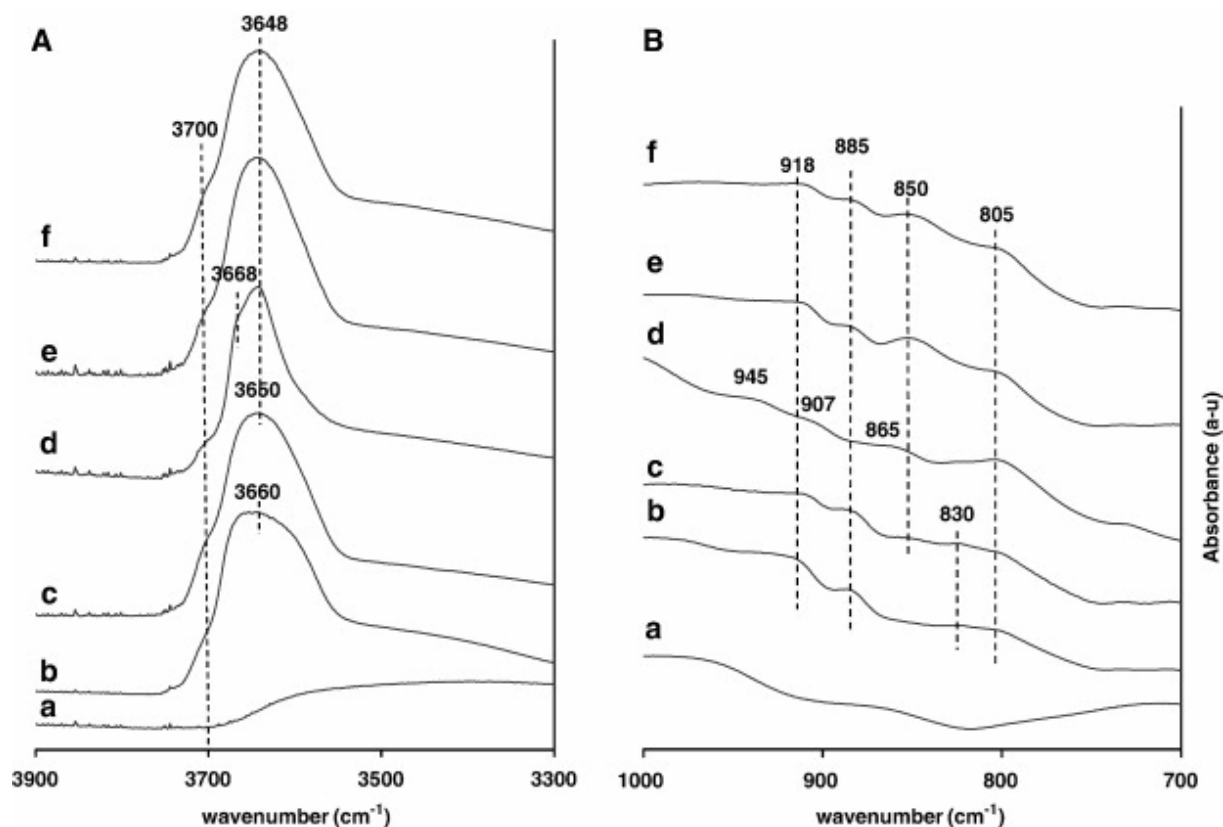 A
3648
3700
f
3668
e
3650
d
3660
c
b
a
3900
3700
3500
3300
wavenumber (cm-1)
B
f
918
885
850
805
e
d
945
907
865
c
b
830
a
1000
900
800
700
wavenumber (cm-1)
Absorbance (a-u)